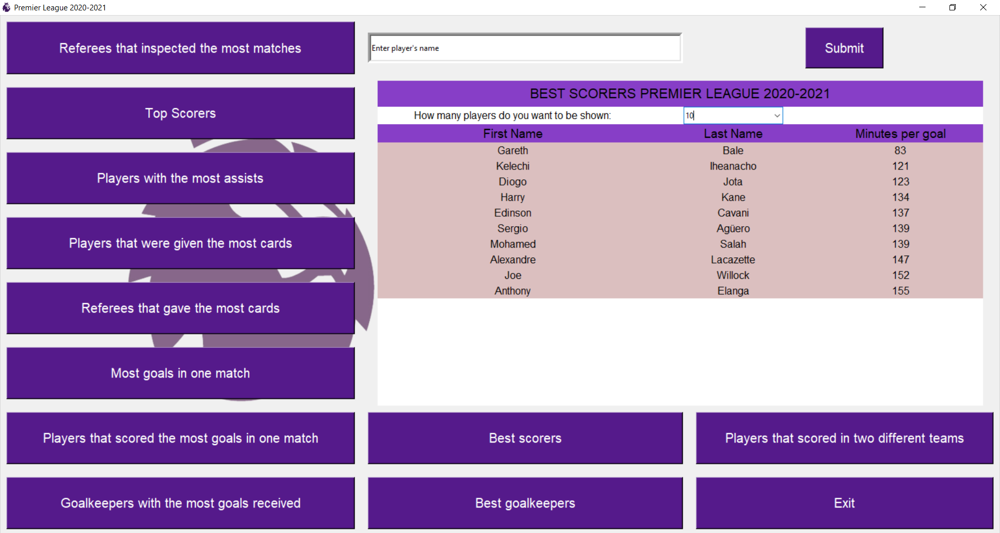 Premier League 2020-2021
Referees that inspected the most matches
Enter player's name
Submit
Top Scorers
Players with the most assists
Players that were given the most cards
Referees that gave the most cards
Most goals in one match
Players that scored the most goals in one match
Goalkeepers with the most goals received
BEST SCORERS PREMIER LEAGUE 2020-2021
How many players do you want to be shown: 10
First Name Last Name Minutes per goal
Gareth Bale 83
Kelechi Iheanacho 121
Diogo Jota 123
Harry Kane 134
Edinson Cavani 137
Sergio Agüero 139
Mohamed Salah 139
Alexandre Lacazette 147
Joe Willock 152
Anthony Elanga 155
Best scorers
Players that scored in two different teams
Best goalkeepers
Exit